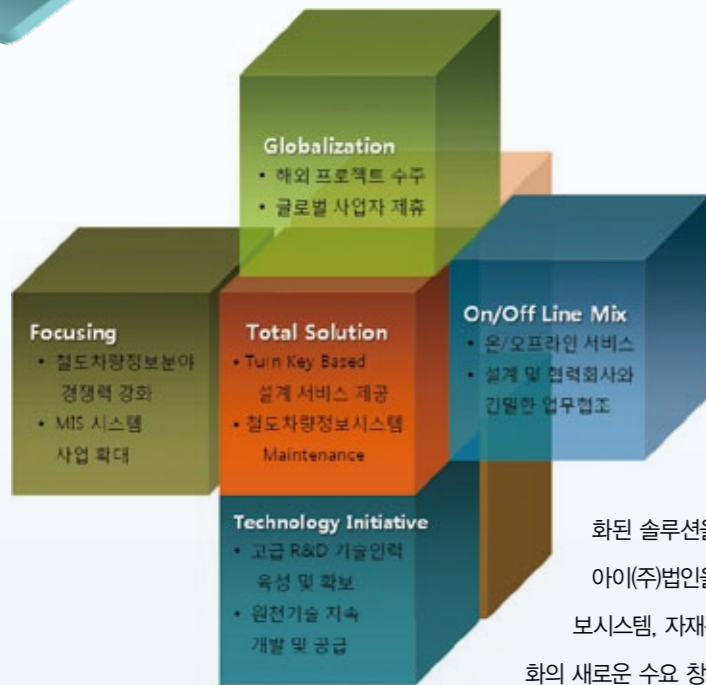 Globalization
• 해외 프로젝트 수주
• 글로벌 사업자 제휴
Focusing
• 철도차량정보분야
경쟁력 강화
• MIS 시스템
사업 확대
Total Solution
• Turn Key Based
설계 서비스 제공
• 철도차량정보시스템
Maintenance
On/Off Line Mix
• 온/오프라인 서비스
• 설계 및 협력회사와
긴밀한 업무협조
Technology Initiative
• 고급 R&D 기술인력
육성 및 확보
• 원천기술 지속
개발 및 공급
화된 솔루션을
아이(주)법인을
보시스템, 자재
화의 새로운 수요 창